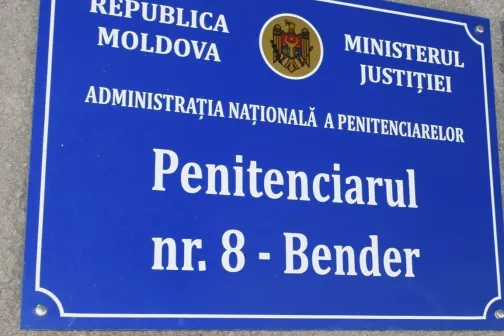 REPUBLICA
MOLDOVA
MINISTERUL
JUSTIȚIEI
ADMINISTRAȚIA NAȚIONALĂ A PENITENCIARELOR
Penitenciarul
nr. 8 - Bender